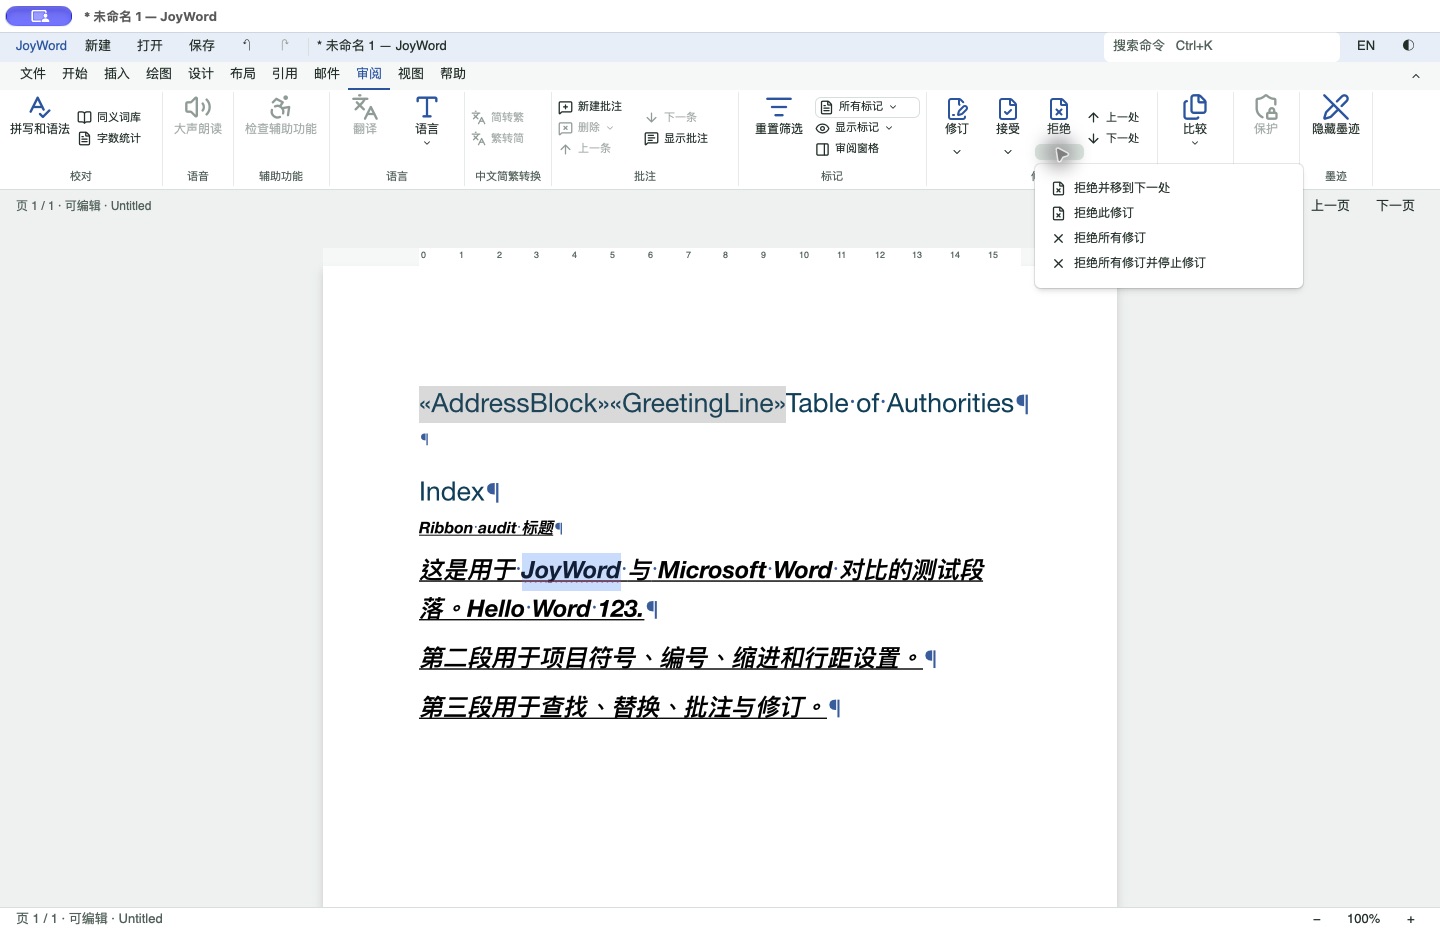 * 未命名 1 — JoyWord
JoyWord 新建 打开 保存 * 未命名 1 — JoyWord 搜索命令 Ctrl+K EN
文件 开始 插入 绘图 设计 布局 引用 邮件 审阅 视图 帮助
拼写和语法 同义词库 字数统计 校对
大声朗读 语音
检查辅助功能 辅助功能
翻译 语言 语言
简转繁 繁转简 中文简繁转换
新建批注 删除 上一条 下一条 显示批注 批注
重置筛选 所有标记 显示标记 审阅窗格 标记
修订 接受 拒绝 上一处 下一处
比较
保护
隐藏墨迹 墨迹
拒绝并移到下一处
拒绝此修订
拒绝所有修订
拒绝所有修订并停止修订
页 1 / 1 · 可编辑 · Untitled 上一页 下一页
0 1 2 3 4 5 6 7 8 9 10 11 12 13 14 15
«AddressBlock»«GreetingLine»Table·of·Authorities¶
¶
Index¶
Ribbon·audit·标题¶
这是用于·JoyWord·与·Microsoft·Word·对比的测试段
落。Hello·Word·123.¶
第二段用于项目符号、编号、缩进和行距设置。¶
第三段用于查找、替换、批注与修订。¶
页 1 / 1 · 可编辑 · Untitled − 100% +